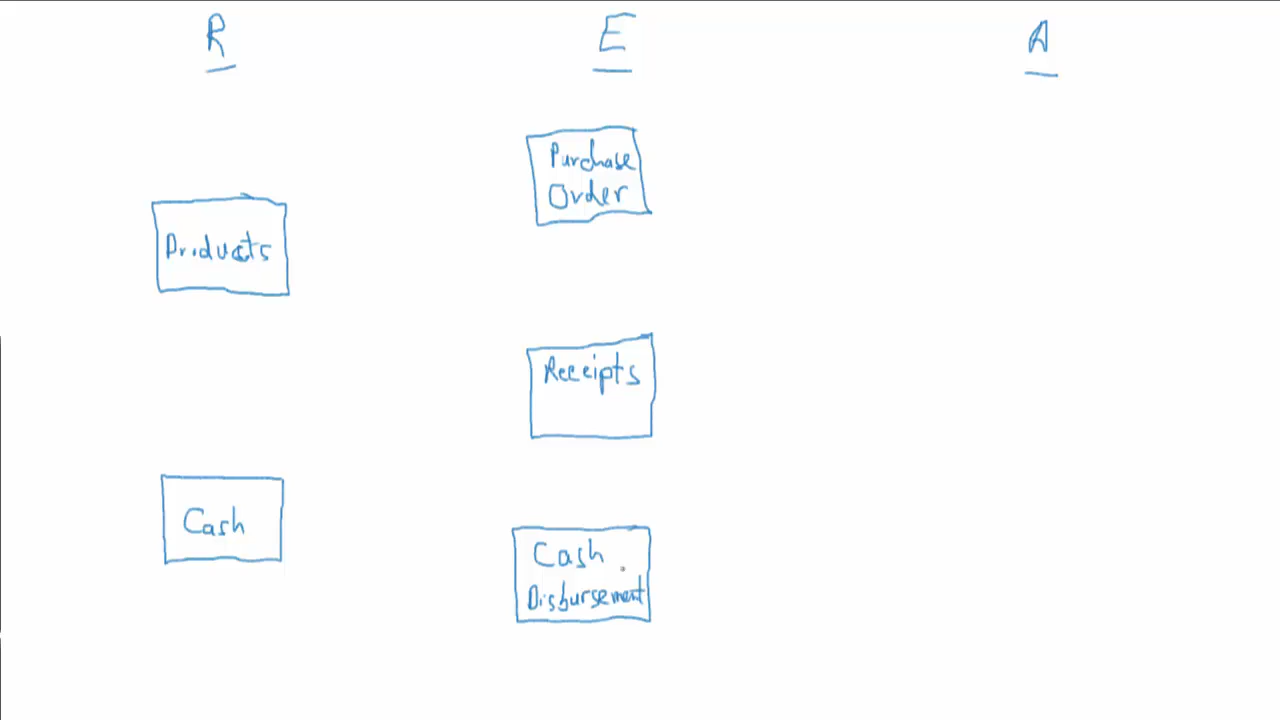 R E A
Purchase
Order
Products
Receipts
Cash
Cash
Disbursement